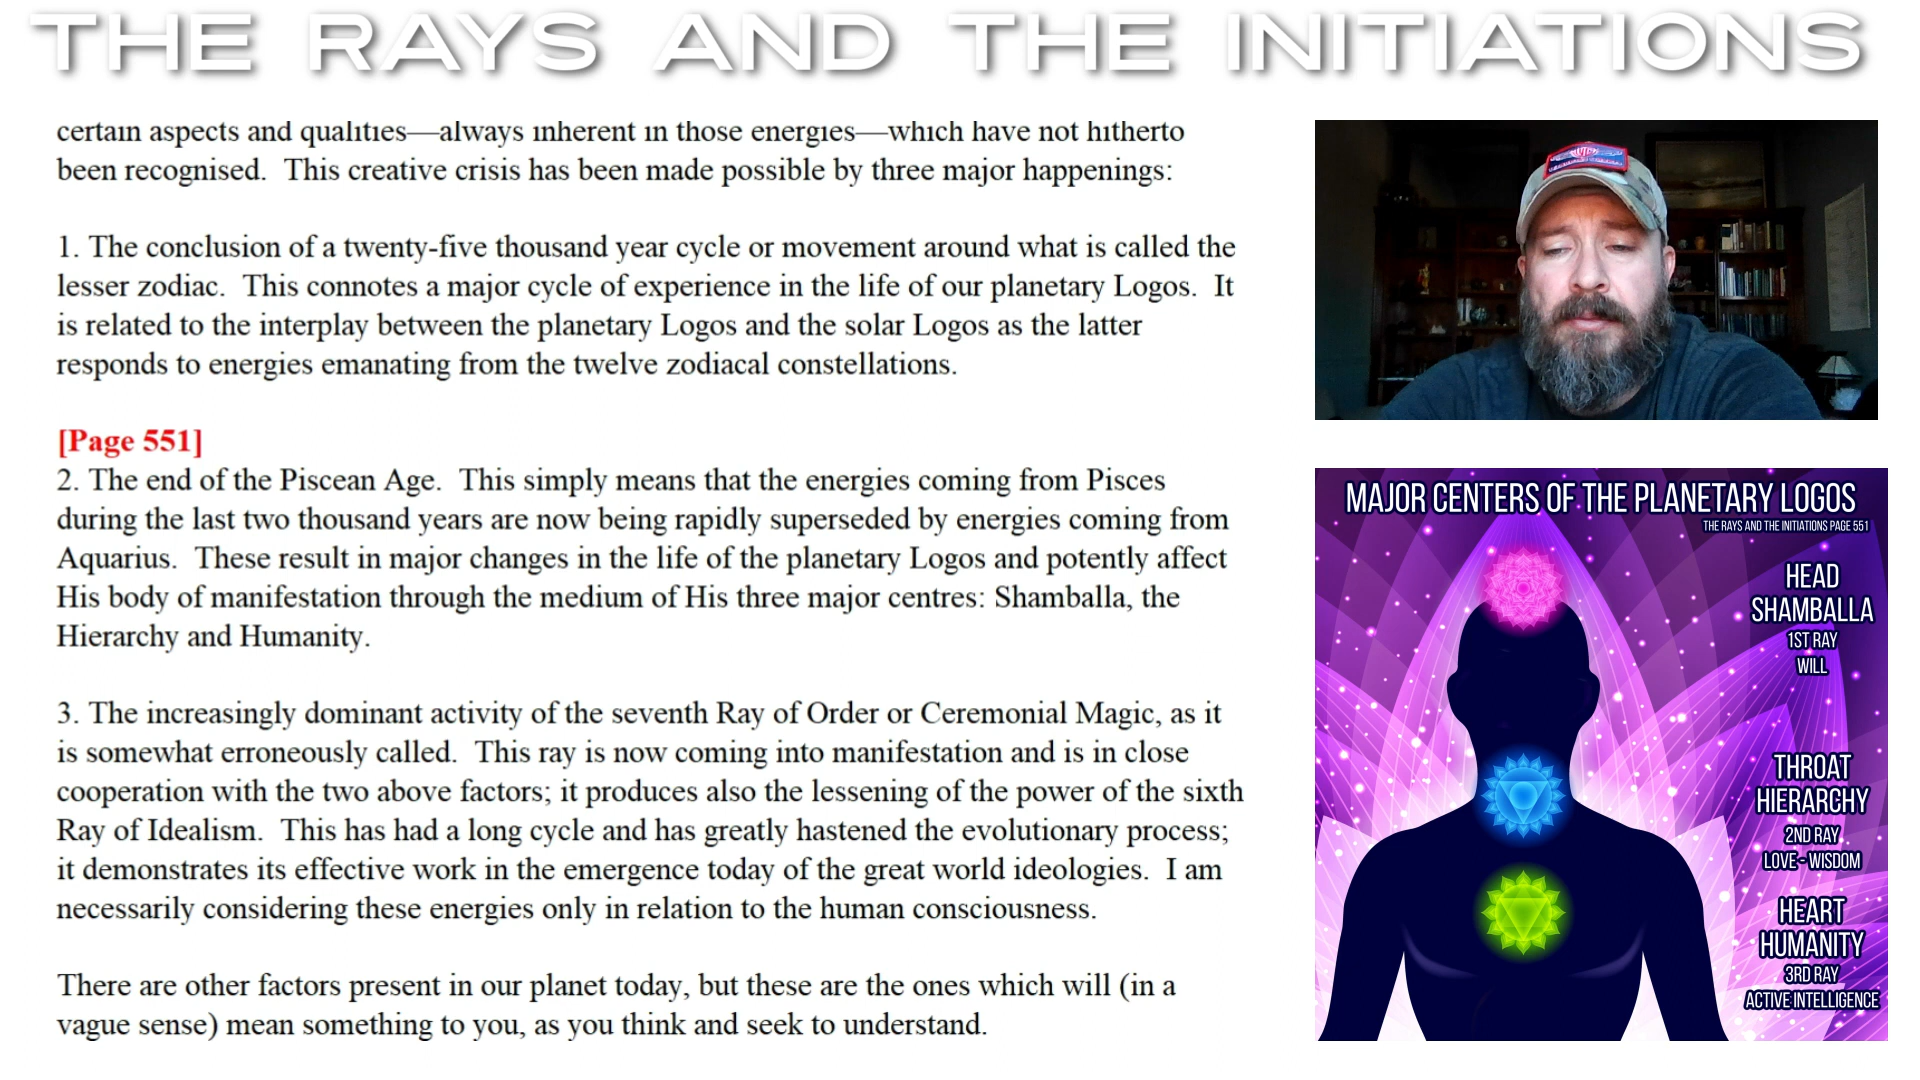 THE RAYS AND THE INITIATIONS
certain aspects and qualities—always inherent in those energies—which have not hitherto
been recognised.  This creative crisis has been made possible by three major happenings:
1. The conclusion of a twenty-five thousand year cycle or movement around what is called the
lesser zodiac.  This connotes a major cycle of experience in the life of our planetary Logos.  It
is related to the interplay between the planetary Logos and the solar Logos as the latter
responds to energies emanating from the twelve zodiacal constellations.
[Page 551]
2. The end of the Piscean Age.  This simply means that the energies coming from Pisces
during the last two thousand years are now being rapidly superseded by energies coming from
Aquarius.  These result in major changes in the life of the planetary Logos and potently affect
His body of manifestation through the medium of His three major centres: Shamballa, the
Hierarchy and Humanity.
3. The increasingly dominant activity of the seventh Ray of Order or Ceremonial Magic, as it
is somewhat erroneously called.  This ray is now coming into manifestation and is in close
cooperation with the two above factors; it produces also the lessening of the power of the sixth
Ray of Idealism.  This has had a long cycle and has greatly hastened the evolutionary process;
it demonstrates its effective work in the emergence today of the great world ideologies.  I am
necessarily considering these energies only in relation to the human consciousness.
There are other factors present in our planet today, but these are the ones which will (in a
vague sense) mean something to you, as you think and seek to understand.
MAJOR CENTERS OF THE PLANETARY LOGOS
THE RAYS AND THE INITIATIONS PAGE 551
HEAD
SHAMBALLA
1ST RAY
WILL
THROAT
HIERARCHY
2ND RAY
LOVE - WISDOM
HEART
HUMANITY
3RD RAY
ACTIVE INTELLIGENCE